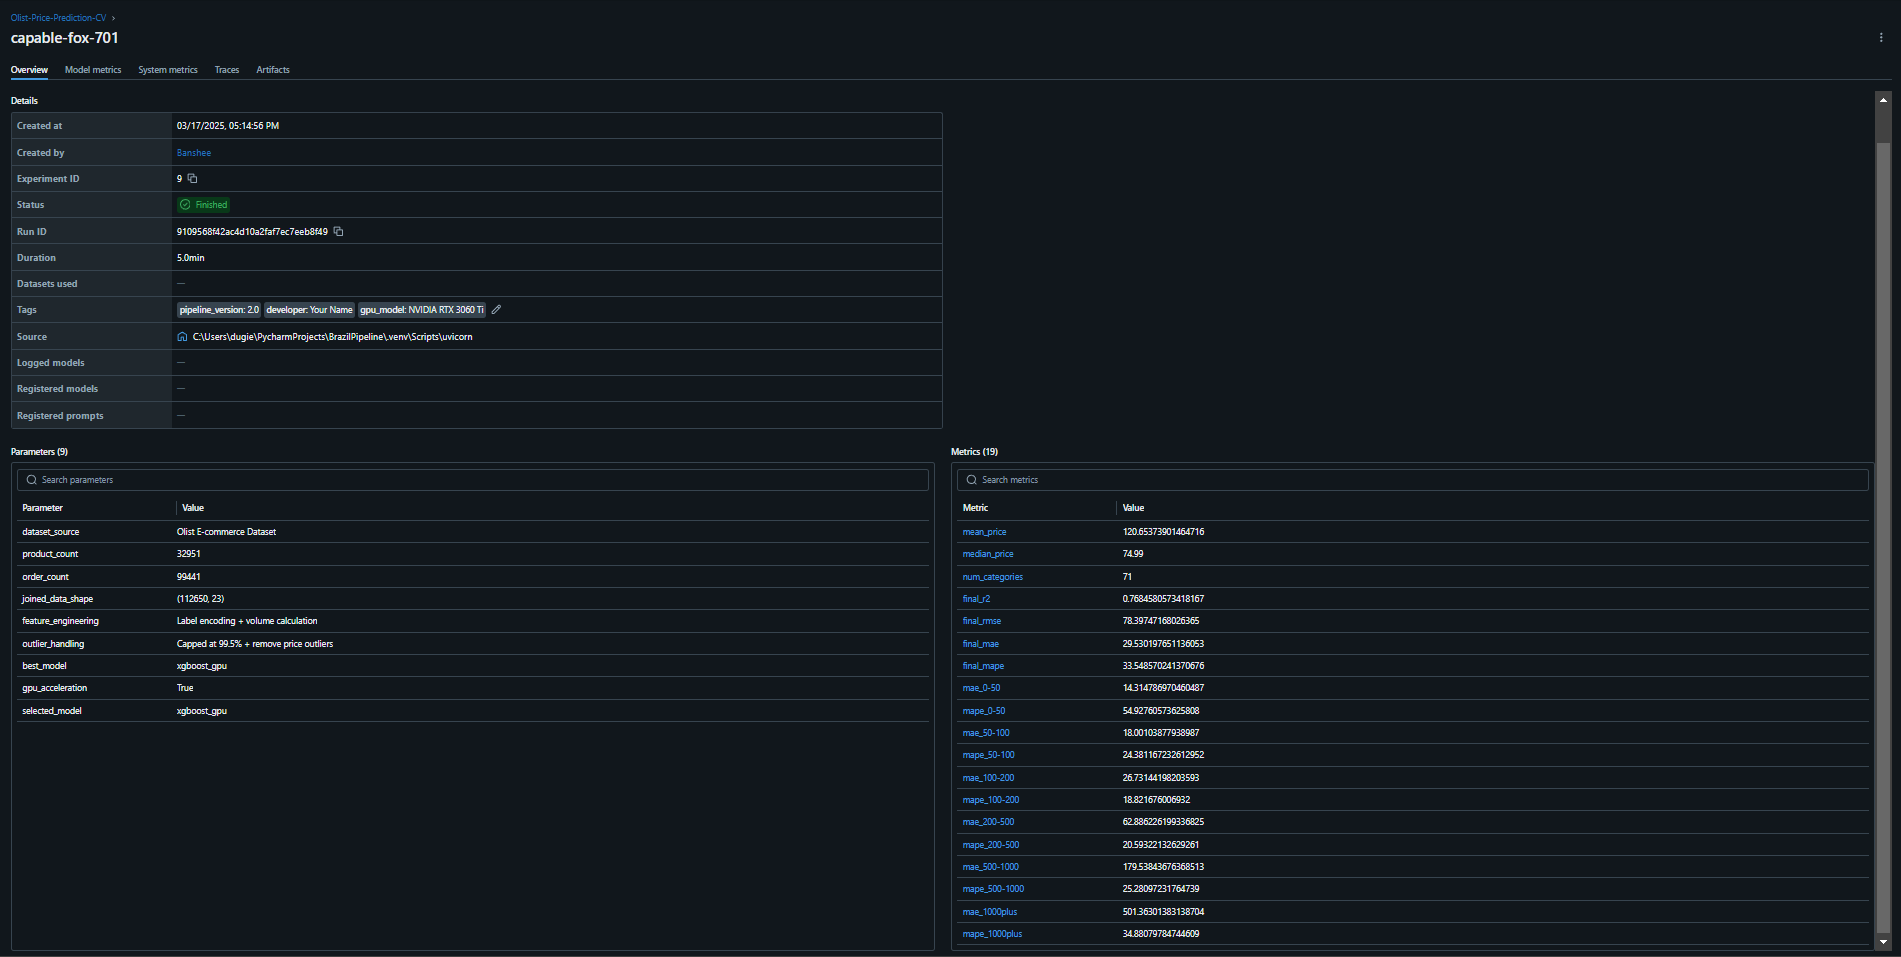 Olist-Price-Prediction-CV ›
capable-fox-701
Overview Model metrics System metrics Traces Artifacts
Details
Created at 03/17/2025, 05:14:56 PM
Created by Banshee
Experiment ID 9
Status Finished
Run ID 9109568f42ac4d10a2faf7ec7eeb8f49
Duration 5.0min
Datasets used —
Tags pipeline_version: 2.0 developer: Your Name gpu_model: NVIDIA RTX 3060 Ti
Source C:\Users\dugie\PycharmProjects\BrazilPipeline\.venv\Scripts\uvicorn
Logged models —
Registered models —
Registered prompts —
Parameters (9)
Search parameters
Parameter Value
dataset_source Olist E-commerce Dataset
product_count 32951
order_count 99441
joined_data_shape (112650, 23)
feature_engineering Label encoding + volume calculation
outlier_handling Capped at 99.5% + remove price outliers
best_model xgboost_gpu
gpu_acceleration True
selected_model xgboost_gpu
Metrics (19)
Search metrics
Metric Value
mean_price 120.65373901464716
median_price 74.99
num_categories 71
final_r2 0.7684580573418167
final_rmse 78.39747168026365
final_mae 29.530197651136053
final_mape 33.548570241370676
mae_0-50 14.314786970460487
mape_0-50 54.92760573625808
mae_50-100 18.00103877938987
mape_50-100 24.381167232612952
mae_100-200 26.73144198203593
mape_100-200 18.821676006932
mae_200-500 62.886226199336825
mape_200-500 20.59322132629261
mae_500-1000 179.53843676368513
mape_500-1000 25.28097231764739
mae_1000plus 501.36301383138704
mape_1000plus 34.88079784744609